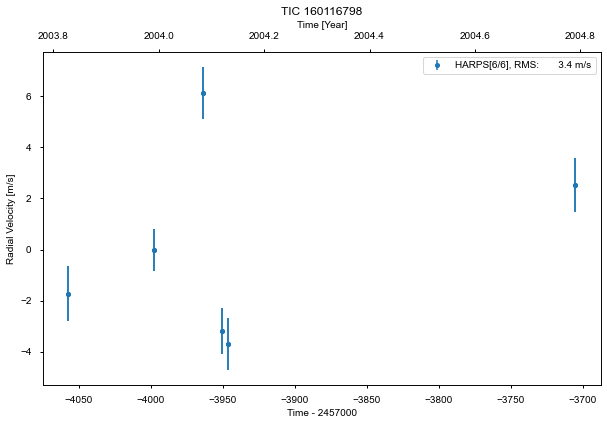 TIC 160116798
Time [Year]
2003.8 2004.0 2004.2 2004.4 2004.6 2004.8
HARPS[6/6], RMS: 3.4 m/s
Radial Velocity [m/s]
6
4
2
0
−2
−4
−4050 −4000 −3950 −3900 −3850 −3800 −3750 −3700
Time - 2457000